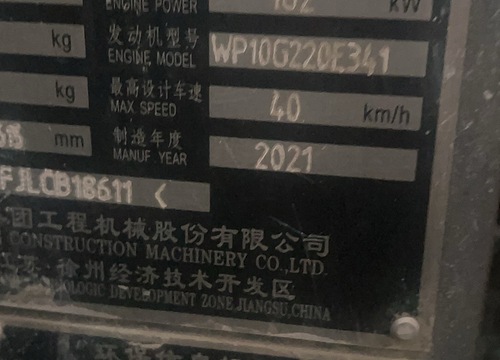 ENGINE POWER 162 kW
kg 发动机型号 WP10G220E341
ENGINE MODEL
kg 最高设计车速 40 km/h
MAX. SPEED
mm 制造年度 2021
MANUF. YEAR
18611 <
团工程机械股份有限公司
CONSTRUCTION MACHINERY CO.,LTD.
徐州经济技术开发区
DEVELOPMENT ZONE JIANGSU,CHINA